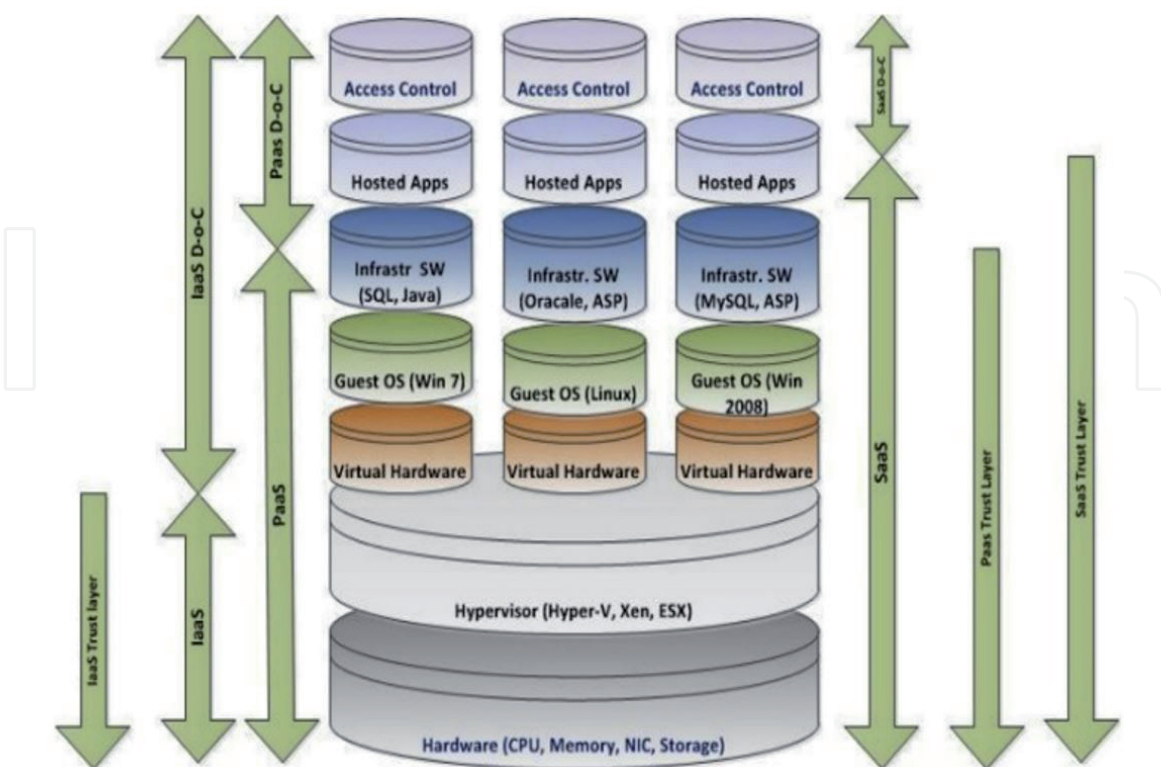 Access Control
Access Control
Access Control
Hosted Apps
Hosted Apps
Hosted Apps
Infrastr SW
(SQL, Java)
Infrastr. SW
(Oracale, ASP)
Infrastr. SW
(MySQL, ASP)
Guest OS (Win 7)
Guest OS (Linux)
Guest OS (Win
2008)
Virtual Hardware
Virtual Hardware
Virtual Hardware
Hypervisor (Hyper-V, Xen, ESX)
Hardware (CPU, Memory, NIC, Storage)
IaaS Trust layer
IaaS D-o-C
IaaS
Paas D-o-C
PaaS
SaaS D-o-C
SaaS
Paas Trust Layer
SaaS Trust Layer